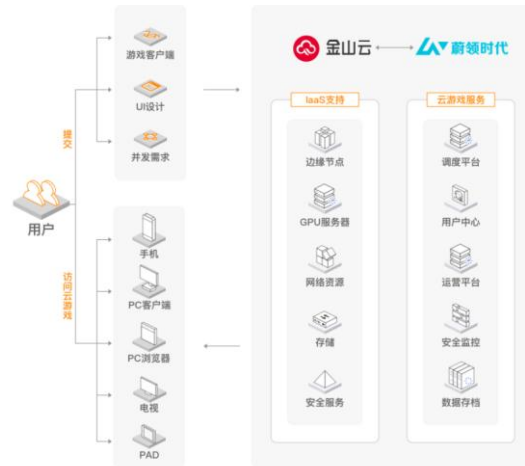 用户
提交
访问云游戏
游戏客户端
UI设计
并发需求
手机
PC客户端
PC浏览器
电视
PAD
金山云
蔚领时代
IaaS支持
边缘节点
GPU服务器
网络资源
存储
安全服务
云游戏服务
调度平台
用户中心
运营平台
安全监控
数据存档